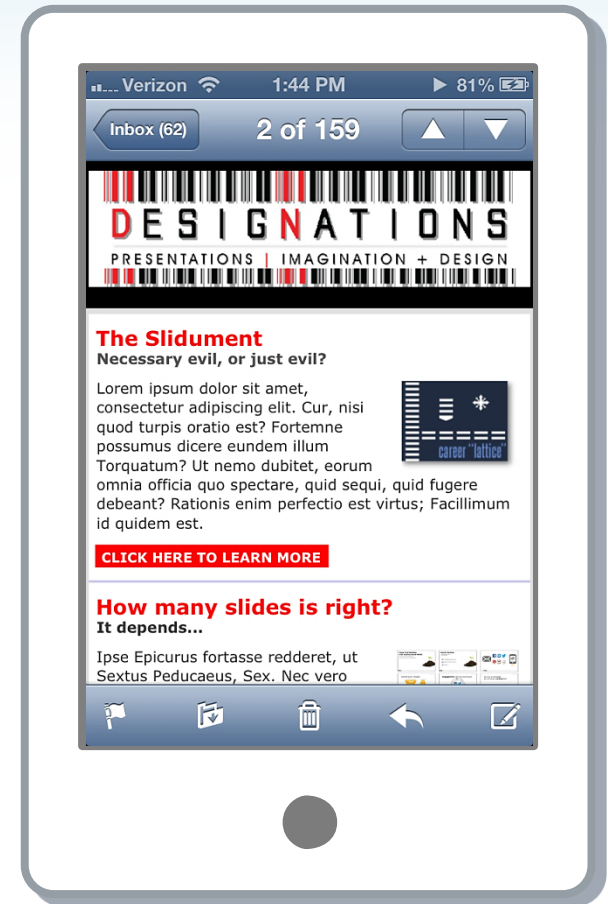 Verizon 1:44 PM 81%
Inbox (62) 2 of 159
DESIGNATIONS
PRESENTATIONS | IMAGINATION + DESIGN
The Slidument
Necessary evil, or just evil?
Lorem ipsum dolor sit amet,
consectetur adipiscing elit. Cur, nisi
quod turpis oratio est? Fortemne
possumus dicere eundem illum
Torquatum? Ut nemo dubitet, eorum
career "lattice"
omnia officia quo spectare, quid sequi, quid fugere
debeant? Rationis enim perfectio est virtus; Facillimum
id quidem est.
CLICK HERE TO LEARN MORE
How many slides is right?
It depends...
Ipse Epicurus fortasse redderet, ut
Sextus Peducaeus, Sex. Nec vero